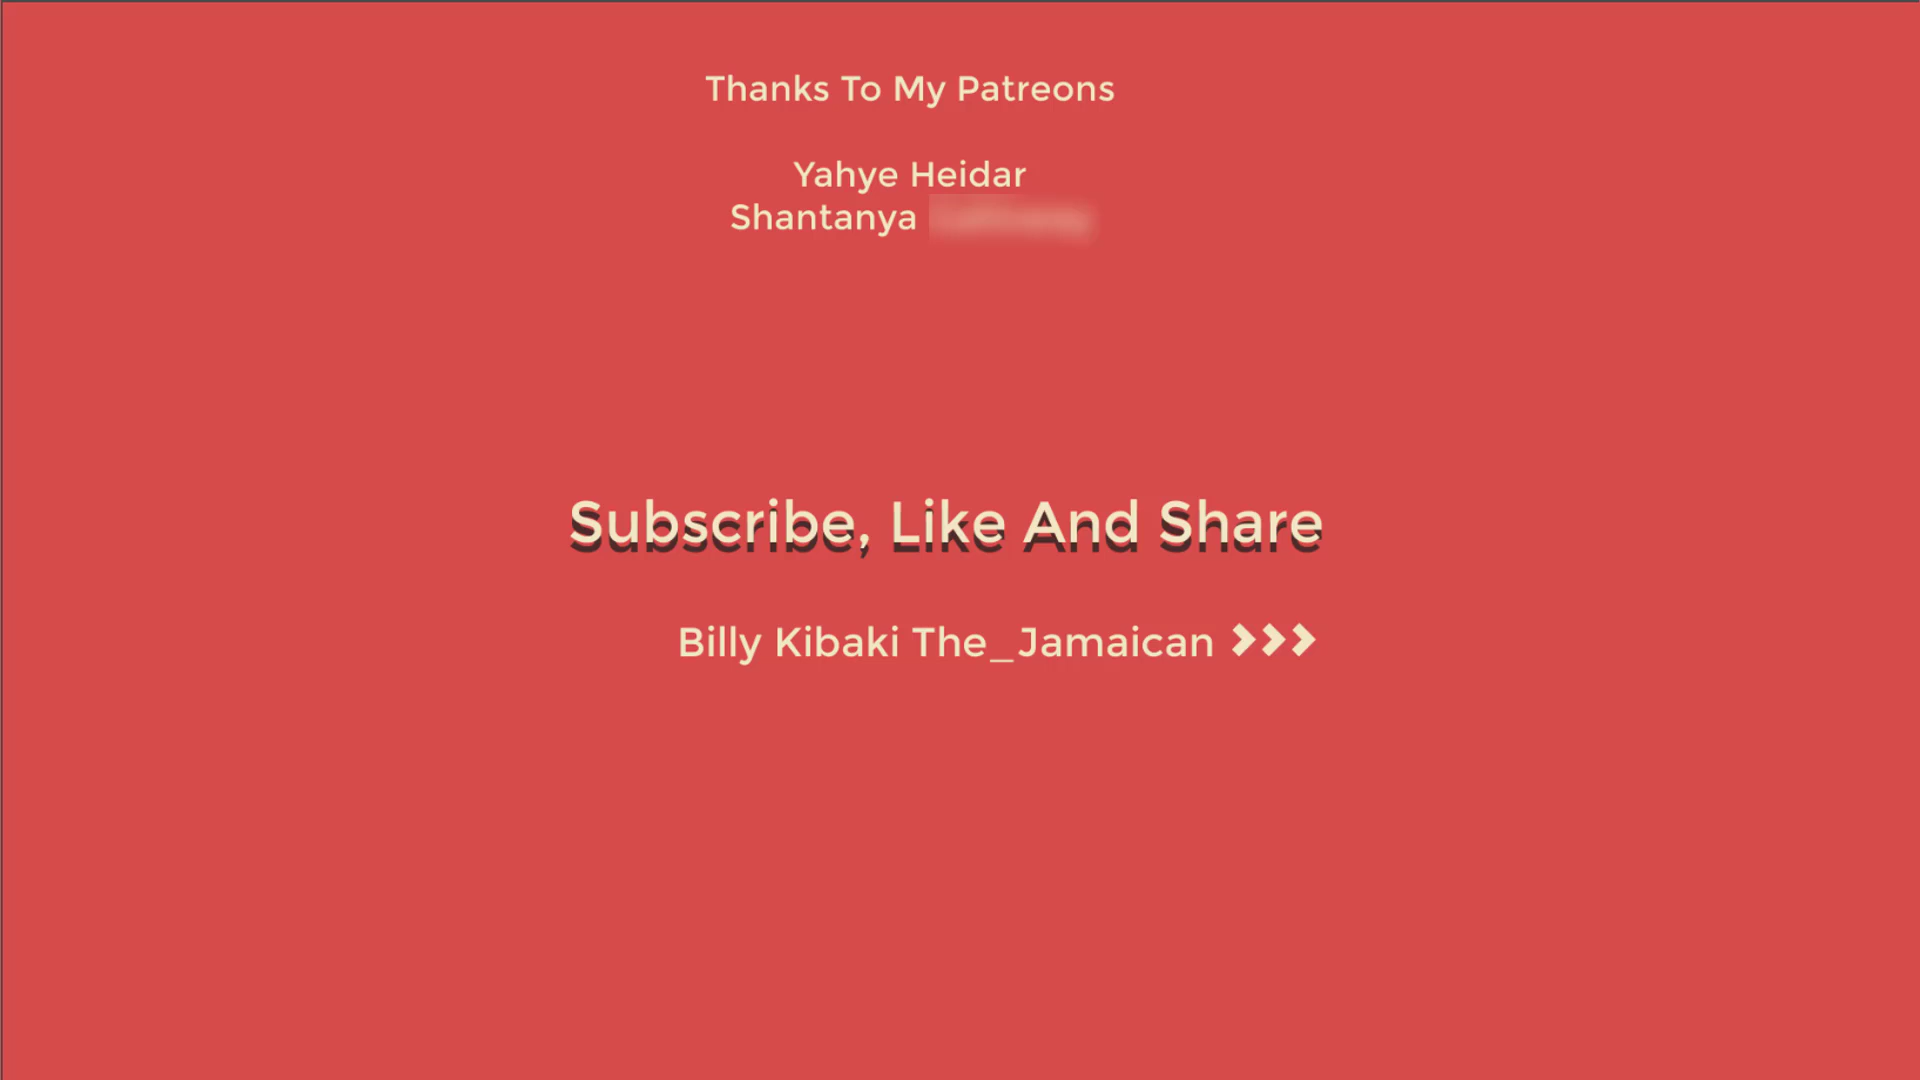 Thanks To My Patreons
Yahye Heidar
Shantanya
Subscribe, Like And Share
Billy Kibaki The_Jamaican >>>